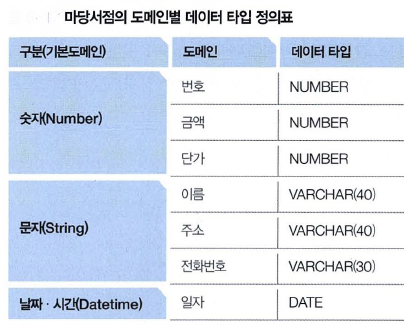 마당서점의 도메인별 데이터 타입 정의표
구분(기본도메인) 도메인 데이터 타입
숫자(Number) 번호 NUMBER
금액 NUMBER
단가 NUMBER
문자(String) 이름 VARCHAR(40)
주소 VARCHAR(40)
전화번호 VARCHAR(30)
날짜 · 시간(Datetime) 일자 DATE